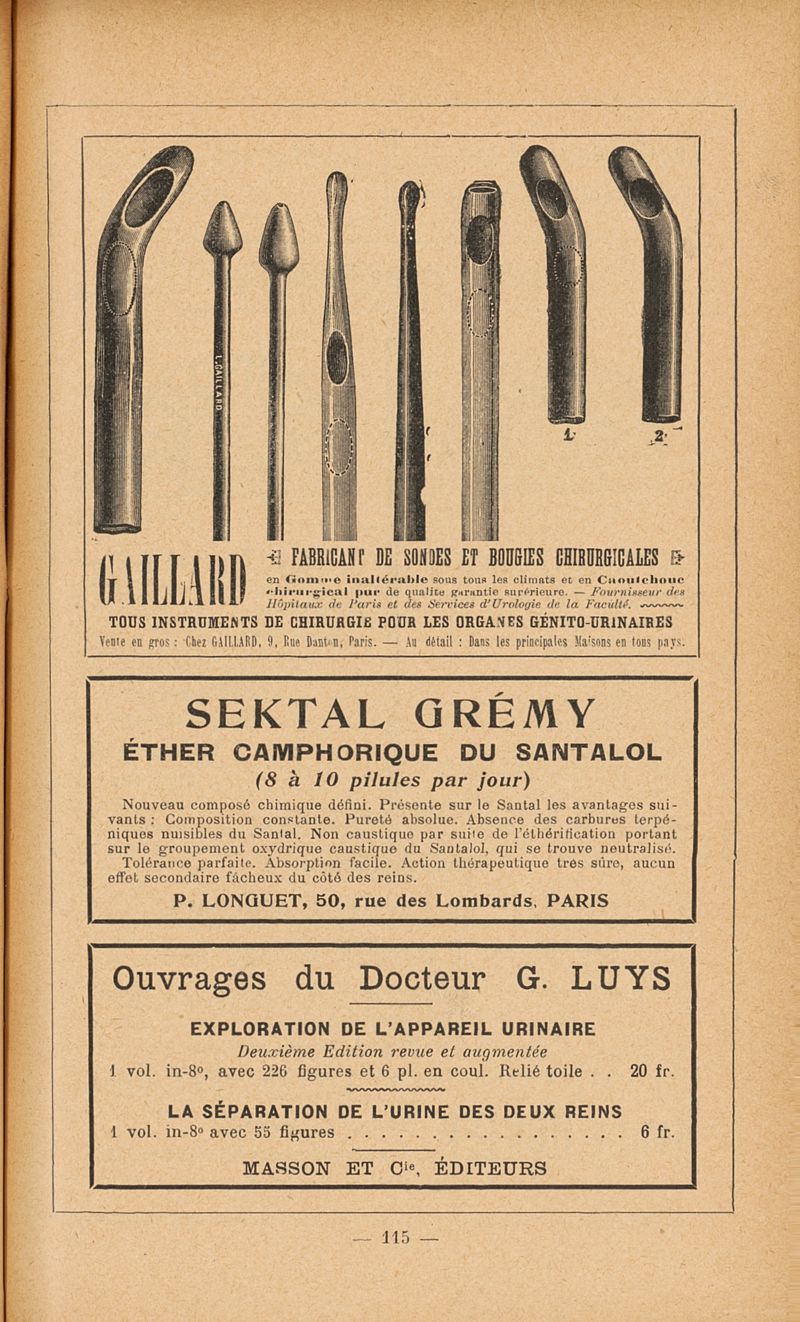 L. GAILLARD
1·
2·
GAILLARD
FABRICANT DE SONDES ET BOUGIES CHIRURGICALES
en Gomme inaltérable sous tous les climats et en Caoutchouc
chirurgical pur de qualité garantie supérieure. — Fournisseur des
Hôpitaux de Paris et des Services d'Urologie de la Faculté.
TOUS INSTRUMENTS DE CHIRURGIE POUR LES ORGANES GÉNITO-URINAIRES
Vente en gros : Chez GAILLARD, 9, Rue Danton, Paris. — Au détail : Dans les principales Maisons en tous pays.
SEKTAL GRÉMY
ÉTHER CAMPHORIQUE DU SANTALOL
(8 à 10 pilules par jour)
Nouveau composé chimique défini. Présente sur le Santal les avantages sui-
vants : Composition constante. Pureté absolue. Absence des carbures terpé-
niques nuisibles du Santal. Non caustique par suite de l'éthérification portant
sur le groupement oxydrique caustique du Santalol, qui se trouve neutralisé.
Tolérance parfaite. Absorption facile. Action thérapeutique très sûre, aucun
effet secondaire fâcheux du côté des reins.
P. LONGUET, 50, rue des Lombards, PARIS
Ouvrages du Docteur G. LUYS
EXPLORATION DE L'APPAREIL URINAIRE
Deuxième Edition revue et augmentée
1 vol. in-8º, avec 226 figures et 6 pl. en coul. Relié toile . . 20 fr.
LA SÉPARATION DE L'URINE DES DEUX REINS
1 vol. in-8º avec 55 figures . . . . . . . . . . . . . . . . . 6 fr.
MASSON ET Cie, ÉDITEURS
— 115 —